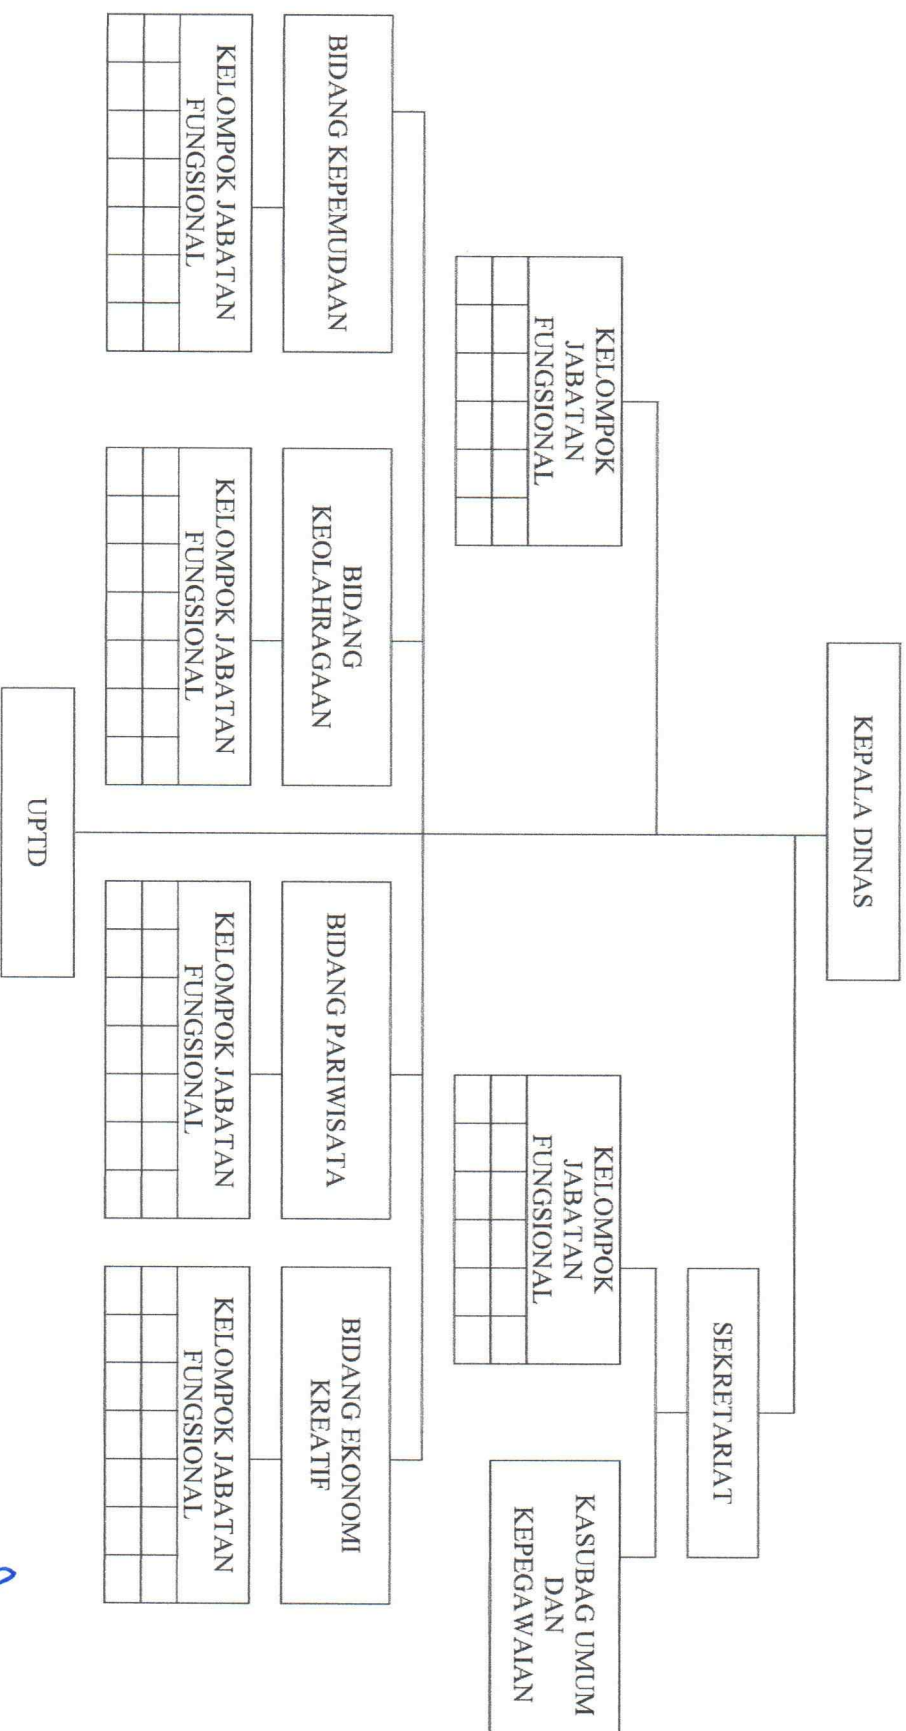 KEPALA DINAS
SEKRETARIAT
KELOMPOK
JABATAN
FUNGSIONAL
KELOMPOK
JABATAN
FUNGSIONAL
KASUBAG UMUM
DAN
KEPEGAWAIAN
BIDANG KEPEMUDAAN
BIDANG
KEOLAHRAGAAN
BIDANG PARIWISATA
BIDANG EKONOMI
KREATIF
KELOMPOK JABATAN
FUNGSIONAL
KELOMPOK JABATAN
FUNGSIONAL
KELOMPOK JABATAN
FUNGSIONAL
KELOMPOK JABATAN
FUNGSIONAL
UPTD